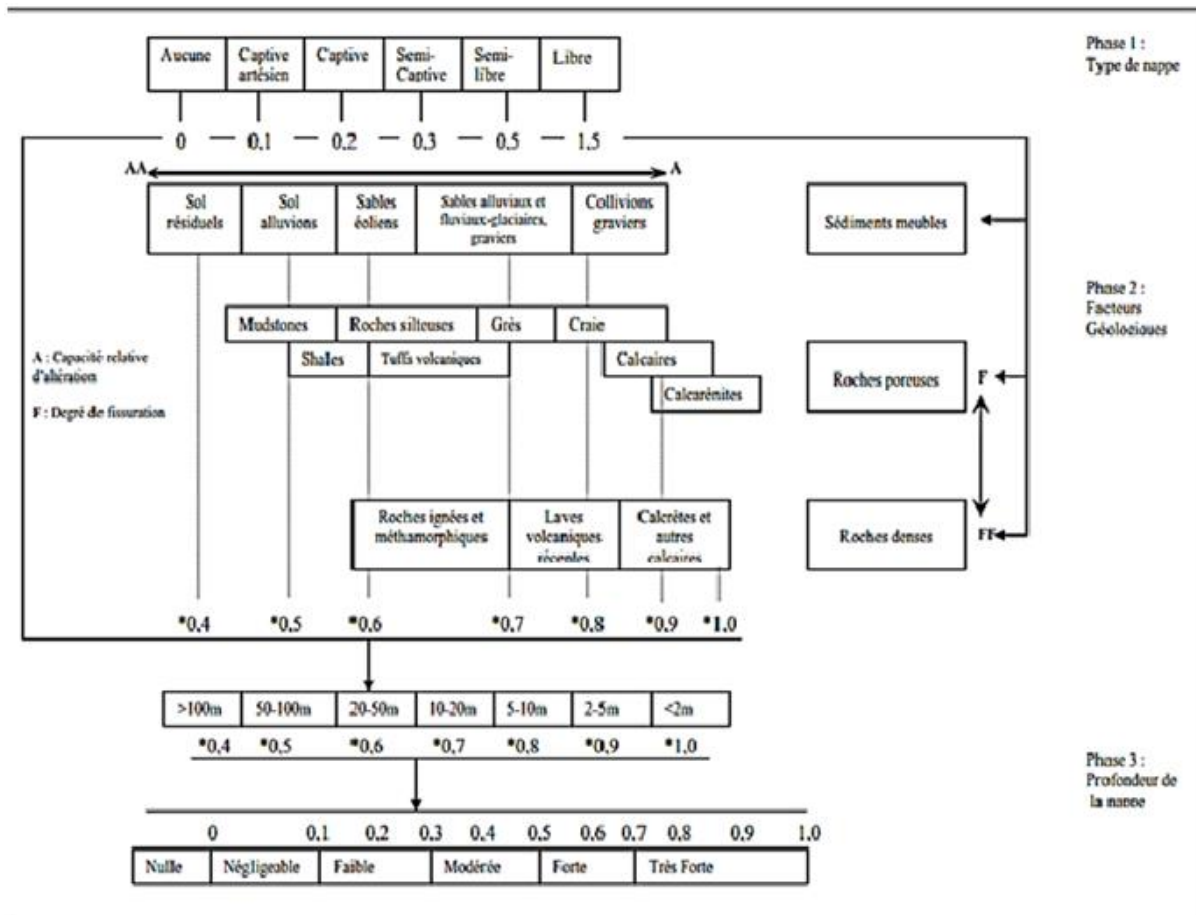 Phase 1 :
Type de nappe
Aucune
Captive
artésien
Captive
Semi-
Captive
Semi-
libre
Libre
0 — 0.1 — 0.2 — 0.3 — 0.5 — 1.5
AA
A
Sol
résiduels
Sol
alluvions
Sables
éoliens
Sables alluviaux et
fluviaux-glaciaires,
graviers
Collivions
graviers
Sédiments meubles
Phase 2 :
Facteurs
Géologiques
Mudstones
Roches silteuses
Grès
Craie
Shales
Tuffs volcaniques
Calcaires
Calcarénites
A : Capacité relative
d'altération
F : Degré de fissuration
Roches poreuses
F
Roches ignées et
méthamorphiques
Laves
volcaniques
récentes
Calcrètes et
autres
calcaires
Roches denses
FF
*0,4 *0,5 *0,6 *0,7 *0,8 *0,9 *1,0
>100m 50-100m 20-50m 10-20m 5-10m 2-5m <2m
*0,4 *0,5 *0,6 *0,7 *0,8 *0,9 *1,0
Phase 3 :
Profondeur de
la nappe
0 0.1 0.2 0.3 0.4 0.5 0.6 0.7 0.8 0.9 1.0
Nulle Négligeable Faible Modérée Forte Très Forte